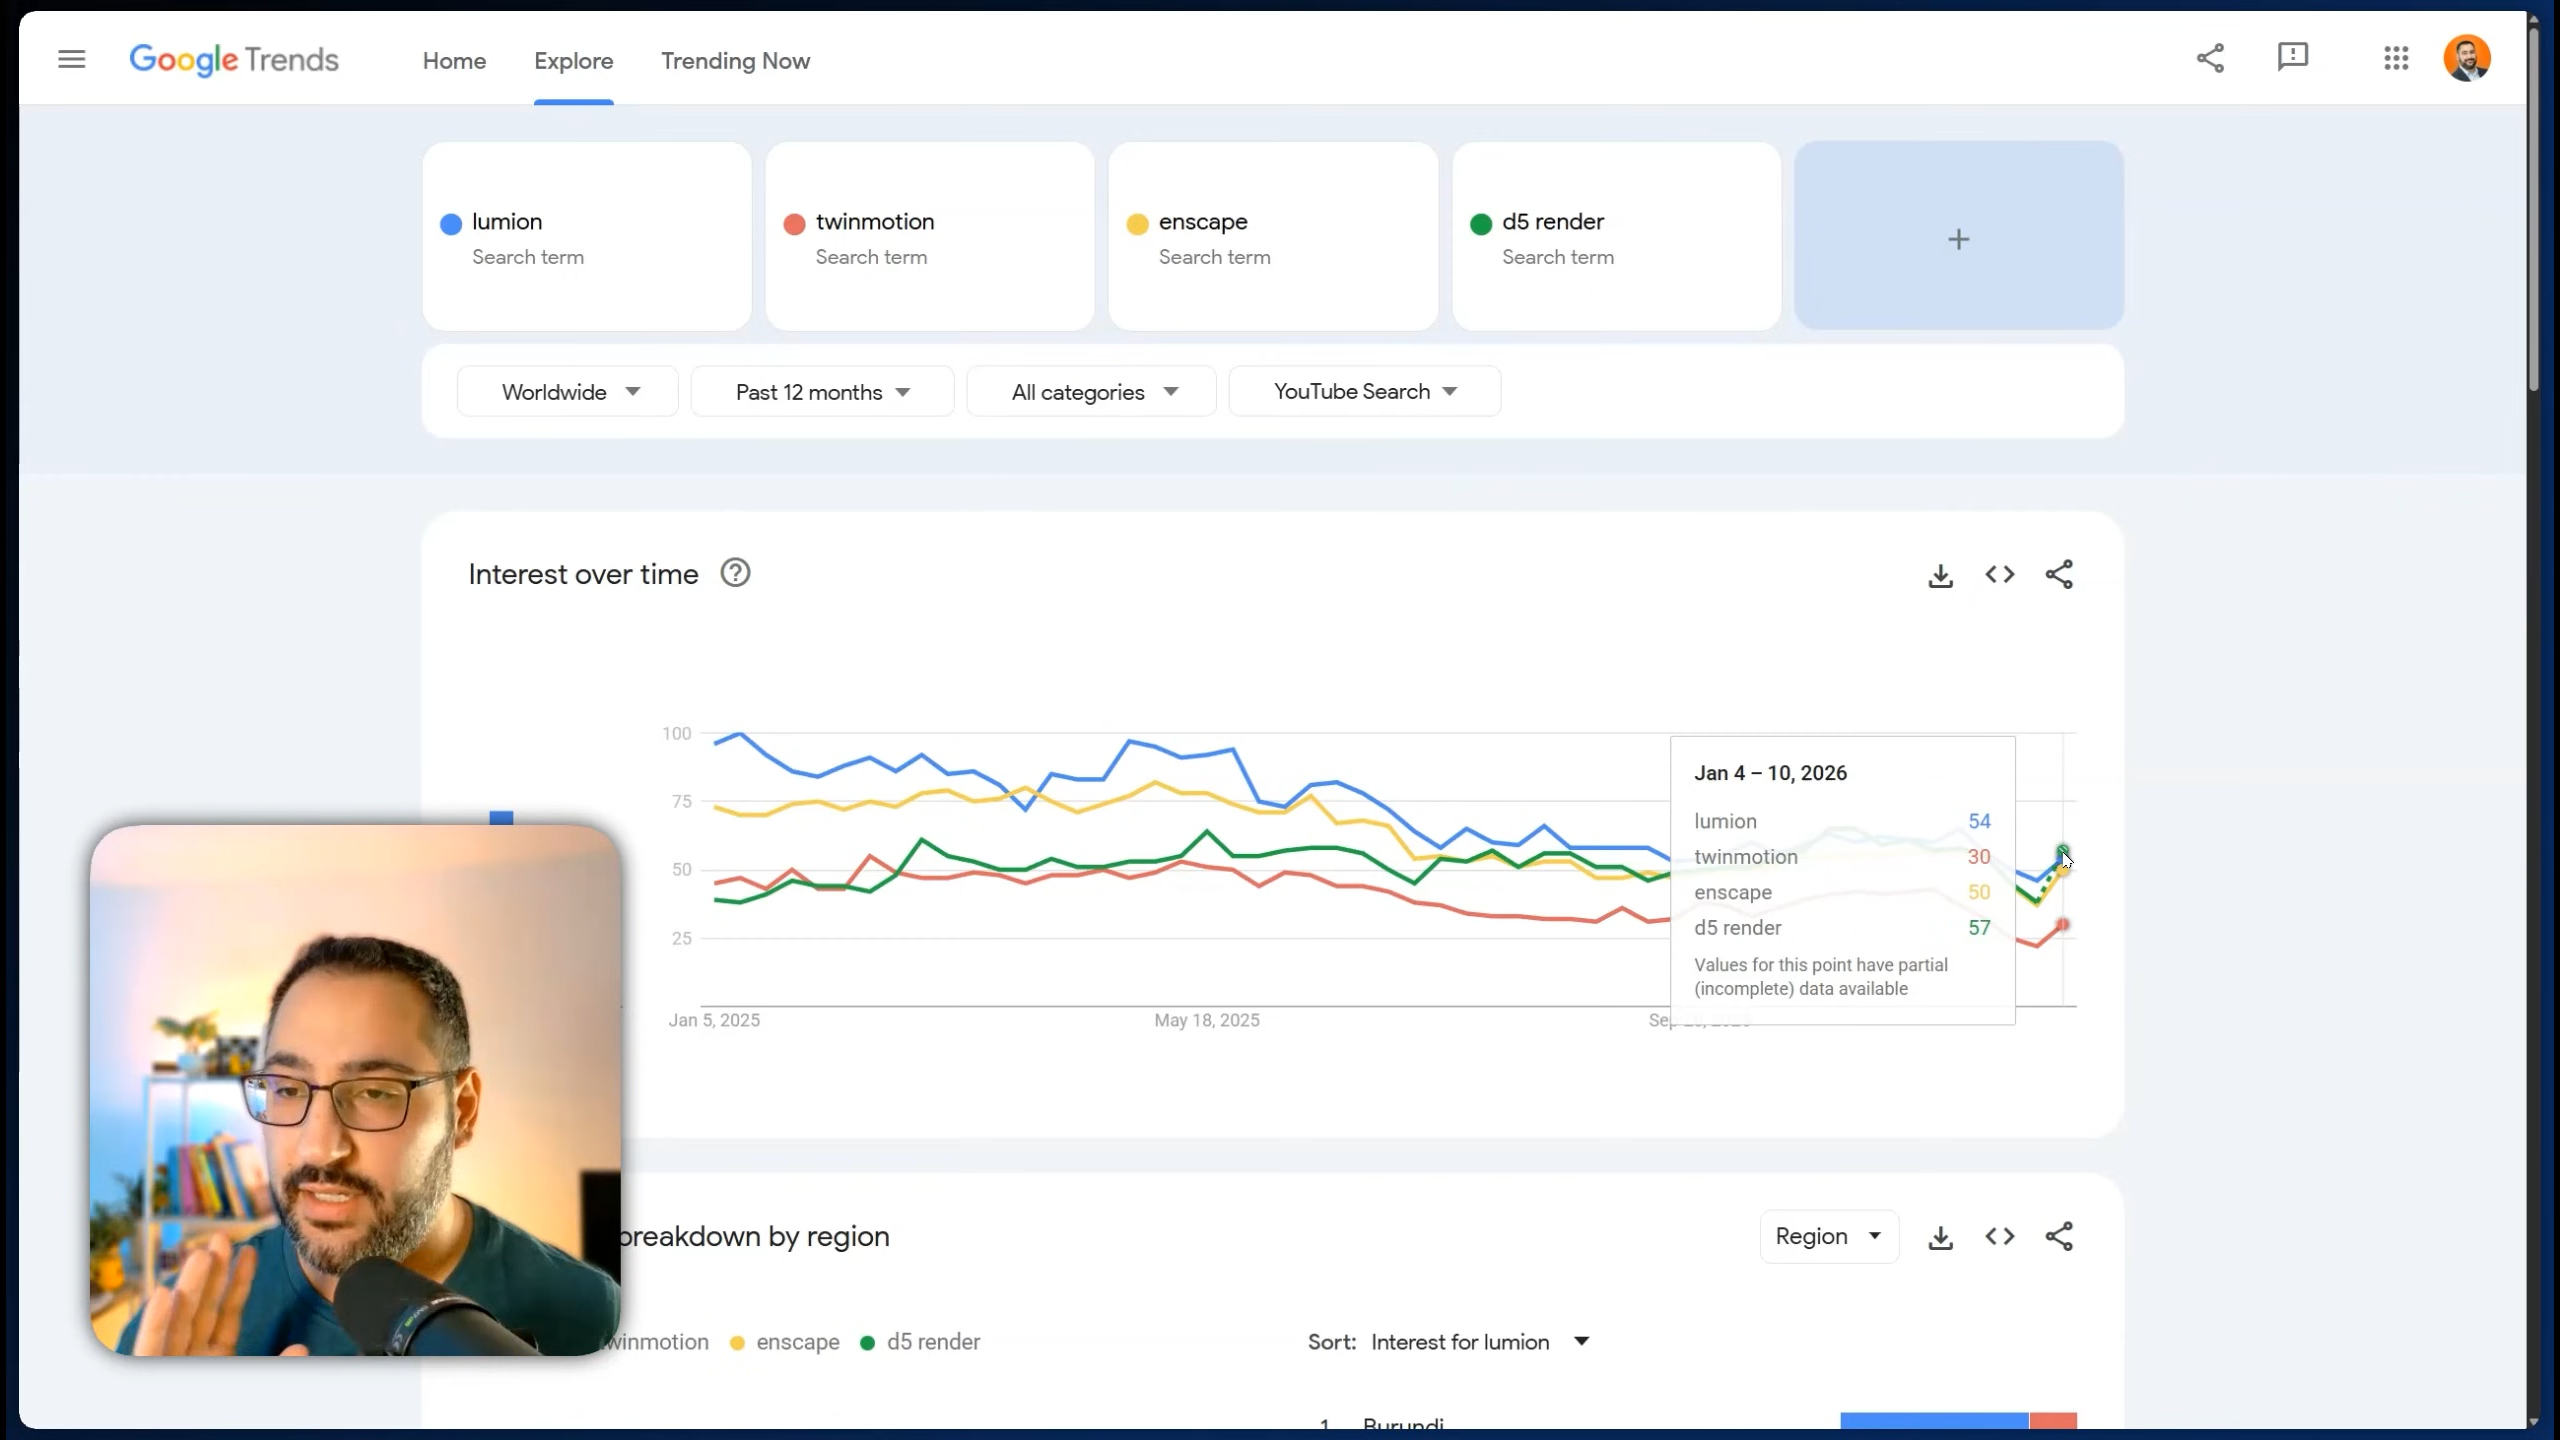 Google Trends
Home
Explore
Trending Now
lumion
Search term
twinmotion
Search term
enscape
Search term
d5 render
Search term
+
Worldwide
Past 12 months
All categories
YouTube Search
Interest over time
100
75
50
25
Jan 5, 2025
May 18, 2025
Jan 4 – 10, 2026
lumion 54
twinmotion 30
enscape 50
d5 render 57
Values for this point have partial
(incomplete) data available
breakdown by region
Region
winmotion
enscape
d5 render
Sort: Interest for lumion
1 Burundi